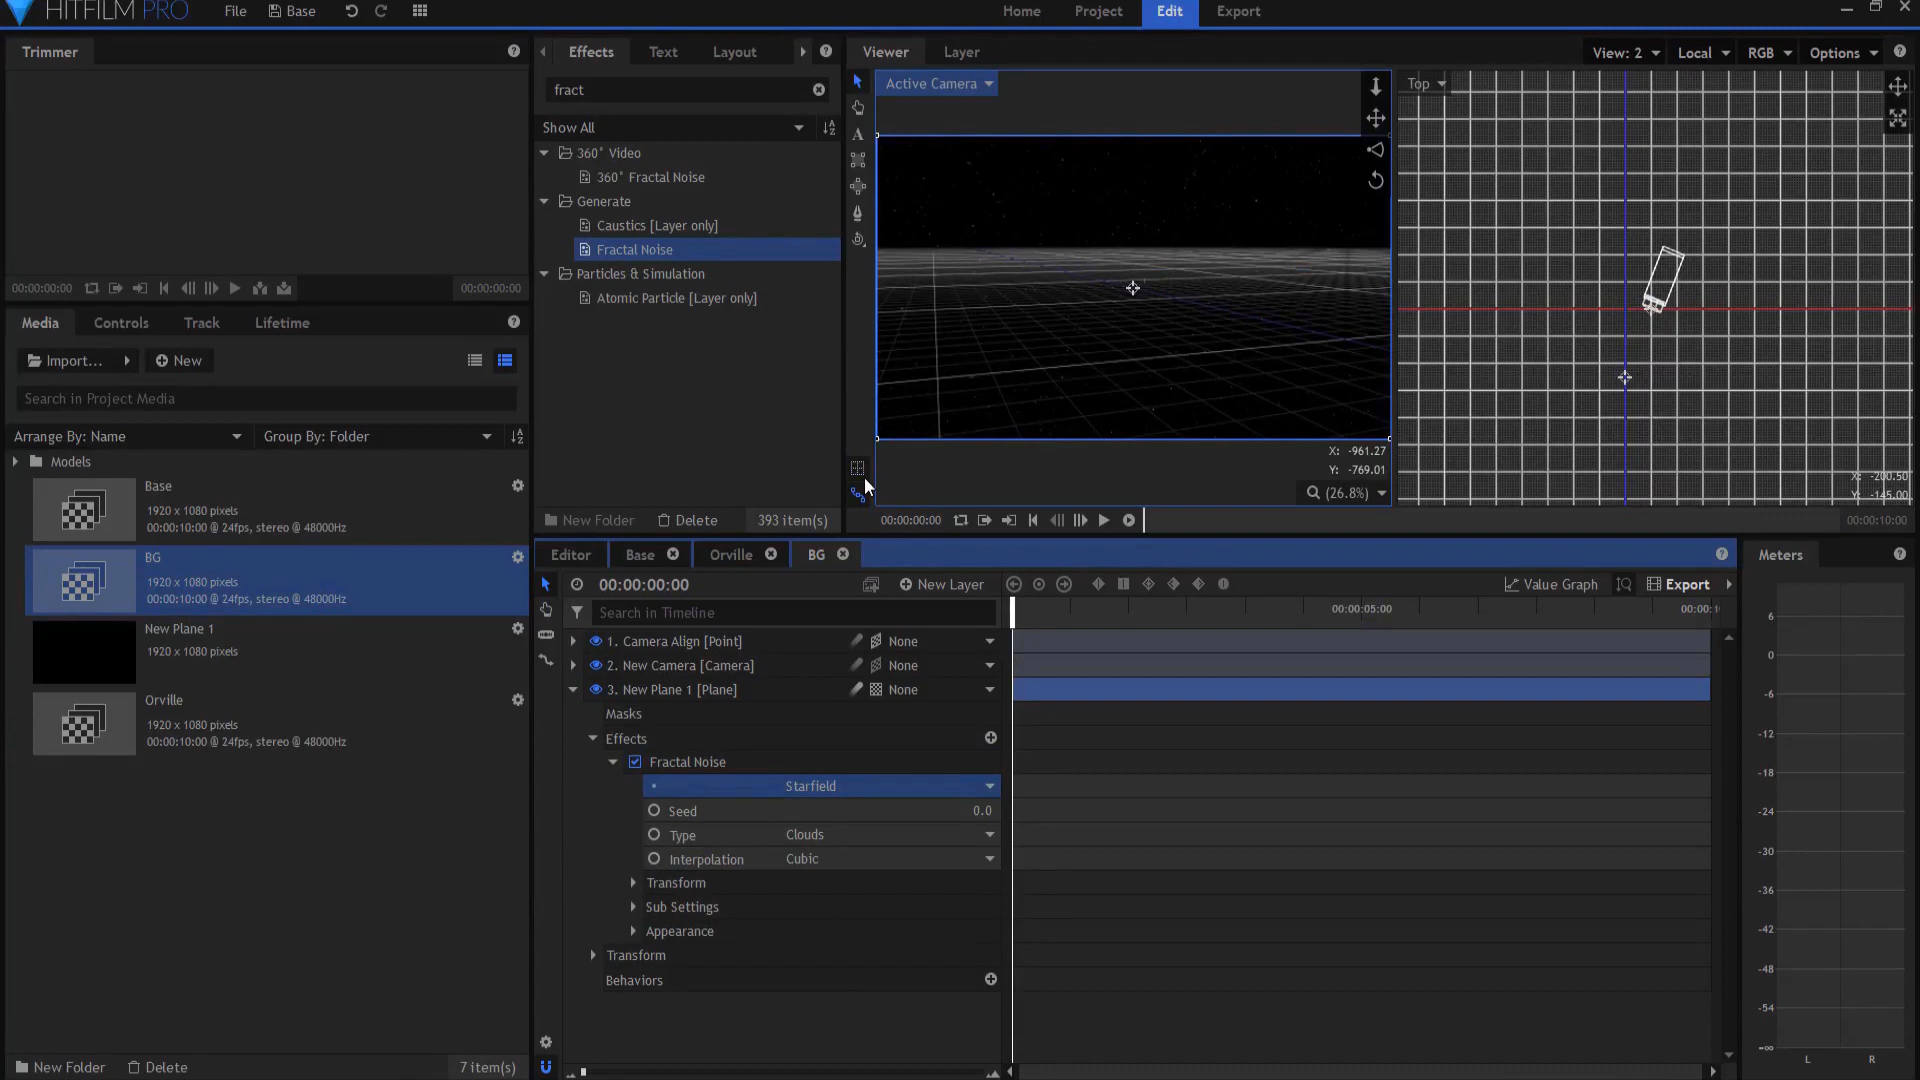 HITFILM PRO
File
Base
Home
Project
Edit
Export
Trimmer
00:00:00:00
00:00:00:00
Effects
Text
Layout
fract
Show All
360° Video
360° Fractal Noise
Generate
Caustics [Layer only]
Fractal Noise
Particles & Simulation
Atomic Particle [Layer only]
New Folder
Delete
393 item(s)
Viewer
Layer
View: 2
Local
RGB
Options
Active Camera
X: -961.27
Y: -769.01
(26.8%)
Top
X: -200.50
Y: -145.00
00:00:00:00
00:00:10:00
Media
Controls
Track
Lifetime
Import...
New
Search in Project Media
Arrange By: Name
Group By: Folder
Models
Base
1920 x 1080 pixels
00:00:10:00 @ 24fps, stereo @ 48000Hz
BG
1920 x 1080 pixels
00:00:10:00 @ 24fps, stereo @ 48000Hz
New Plane 1
1920 x 1080 pixels
Orville
1920 x 1080 pixels
00:00:10:00 @ 24fps, stereo @ 48000Hz
New Folder
Delete
7 item(s)
Editor
Base
Orville
BG
00:00:00:00
New Layer
Value Graph
Export
Search in Timeline
00:00:05:00
00:00:1
1. Camera Align [Point]
None
2. New Camera [Camera]
None
3. New Plane 1 [Plane]
None
Masks
Effects
Fractal Noise
Starfield
Seed
0.0
Type
Clouds
Interpolation
Cubic
Transform
Sub Settings
Appearance
Transform
Behaviors
Meters
6
0
-6
-12
-18
-24
-30
-36
-42
-48
-54
-∞
L
R